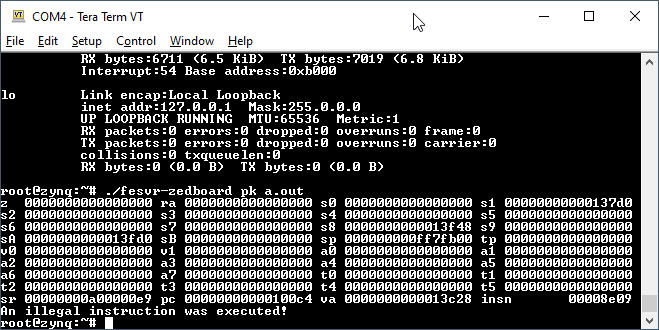 COM4 - Tera Term VT
File Edit Setup Control Window Help
RX bytes:6711 (6.5 KiB)  TX bytes:7019 (6.8 KiB)
Interrupt:54 Base address:0xb000
lo        Link encap:Local Loopback
inet addr:127.0.0.1  Mask:255.0.0.0
UP LOOPBACK RUNNING  MTU:65536  Metric:1
RX packets:0 errors:0 dropped:0 overruns:0 frame:0
TX packets:0 errors:0 dropped:0 overruns:0 carrier:0
collisions:0 txqueuelen:0
RX bytes:0 (0.0 B)  TX bytes:0 (0.0 B)
root@zynq:~# ./fesvr-zedboard pk a.out
z  0000000000000000 ra 0000000000000000 s0 0000000000000000 s1 00000000000137d0
s2 0000000000000000 s3 0000000000000000 s4 0000000000000000 s5 0000000000000000
s6 0000000000000000 s7 0000000000000000 s8 0000000000013f48 s9 0000000000000000
sA 0000000000013fd0 sB 0000000000000000 sp 000000000ff7fb00 tp 0000000000000000
v0 0000000000000000 v1 0000000000000000 a0 0000000000000000 a1 0000000000000000
a2 0000000000000000 a3 0000000000000000 a4 0000000000000000 a5 0000000000000000
a6 0000000000000000 a7 0000000000000000 t0 0000000000000000 t1 0000000000000000
t2 0000000000000000 t3 0000000000000000 t4 0000000000000000 t5 0000000000000000
sr 00000000a00000e9 pc 00000000000100c4 va 0000000000013c28 insn       00008e09
An illegal instruction was executed!
root@zynq:~#